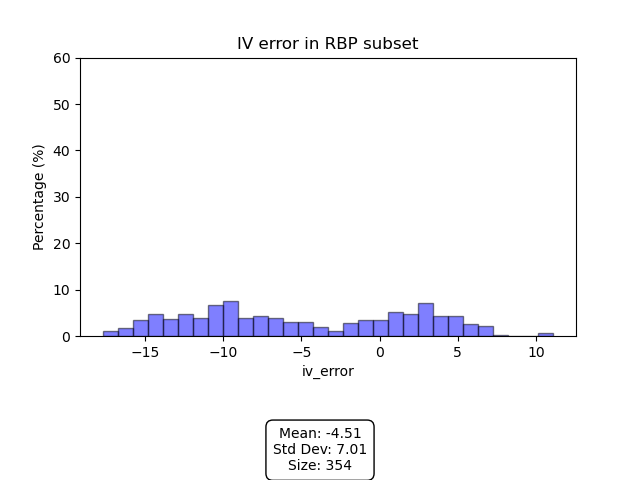 IV error in RBP subset
60
50
40
30
20
10
0
Percentage (%)
−15 −10 −5 0 5 10
iv_error
Mean: -4.51
Std Dev: 7.01
Size: 354